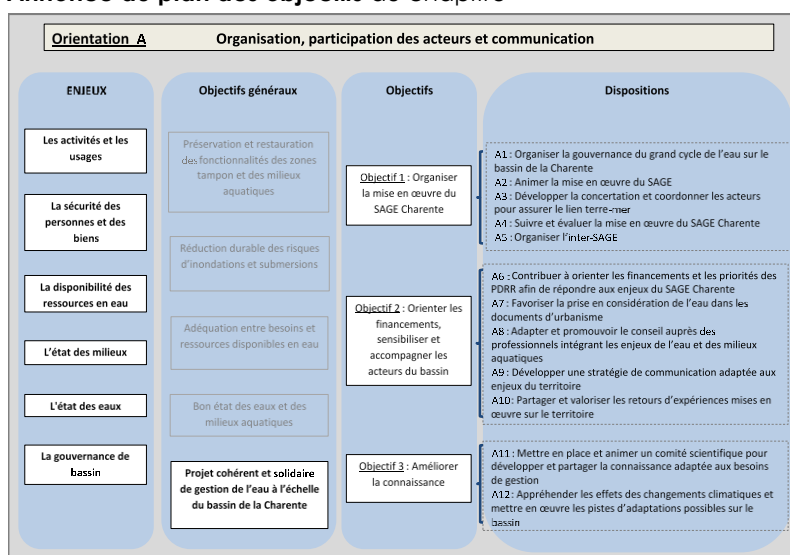 Annonce de plan des objectifs de Chapitre
Orientation A Organisation, participation des acteurs et communication
ENJEUX
Les activités et les
usages
La sécurité des
personnes et des
biens
La disponibilité des
ressources en eau
L’état des milieux
L'état des eaux
La gouvernance de
bassin
Objectifs généraux
Préservation et restauration
des fonctionnalités des zones
tampon et des milieux
aquatiques
Réduction durable des risques
d’inondations et submersions
Adéquation entre besoins et
ressources disponibles en eau
Bon état des eaux et des
milieux aquatiques
Projet cohérent et solidaire
de gestion de l’eau à l’échelle
du bassin de la Charente
Objectifs
Objectif 1 : Organiser
la mise en œuvre du
SAGE Charente
Objectif 2 : Orienter les
financements,
sensibiliser et
accompagner les
acteurs du bassin
Objectif 3 : Améliorer
la connaissance
Dispositions
A1 : Organiser la gouvernance du grand cycle de l’eau sur le
bassin de la Charente
A2 : Animer la mise en œuvre du SAGE
A3 : Développer la concertation et coordonner les acteurs
pour assurer le lien terre-mer
A4 : Suivre et évaluer la mise en œuvre du SAGE Charente
A5 : Organiser l’inter-SAGE
A6 : Contribuer à orienter les financements et les priorités des
PDRR afin de répondre aux enjeux du SAGE Charente
A7 : Favoriser la prise en considération de l’eau dans les
documents d’urbanisme
A8 : Adapter et promouvoir le conseil auprès des
professionnels intégrant les enjeux de l’eau et des milieux
aquatiques
A9 : Développer une stratégie de communication adaptée aux
enjeux du territoire
A10 : Partager et valoriser les retours d’expériences mises en
œuvre sur le territoire
A11 : Mettre en place et animer un comité scientifique pour
développer et partager la connaissance adaptée aux besoins
de gestion
A12 : Appréhender les effets des changements climatiques et
mettre en œuvre les pistes d’adaptations possibles sur le
bassin